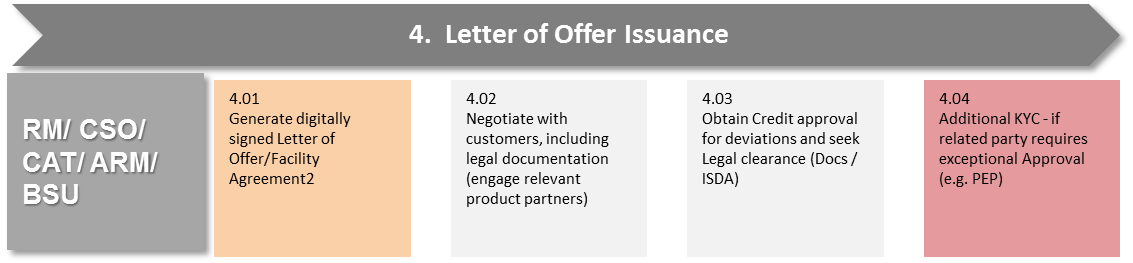 4.  Letter of Offer Issuance
RM/ CSO/
CAT/ ARM/
BSU
4.01
Generate digitally
signed Letter of
Offer/Facility
Agreement2
4.02
Negotiate with
customers, including
legal documentation
(engage relevant
product partners)
4.03
Obtain Credit approval
for deviations and seek
Legal clearance (Docs /
ISDA)
4.04
Additional KYC - if
related party requires
exceptional Approval
(e.g. PEP)